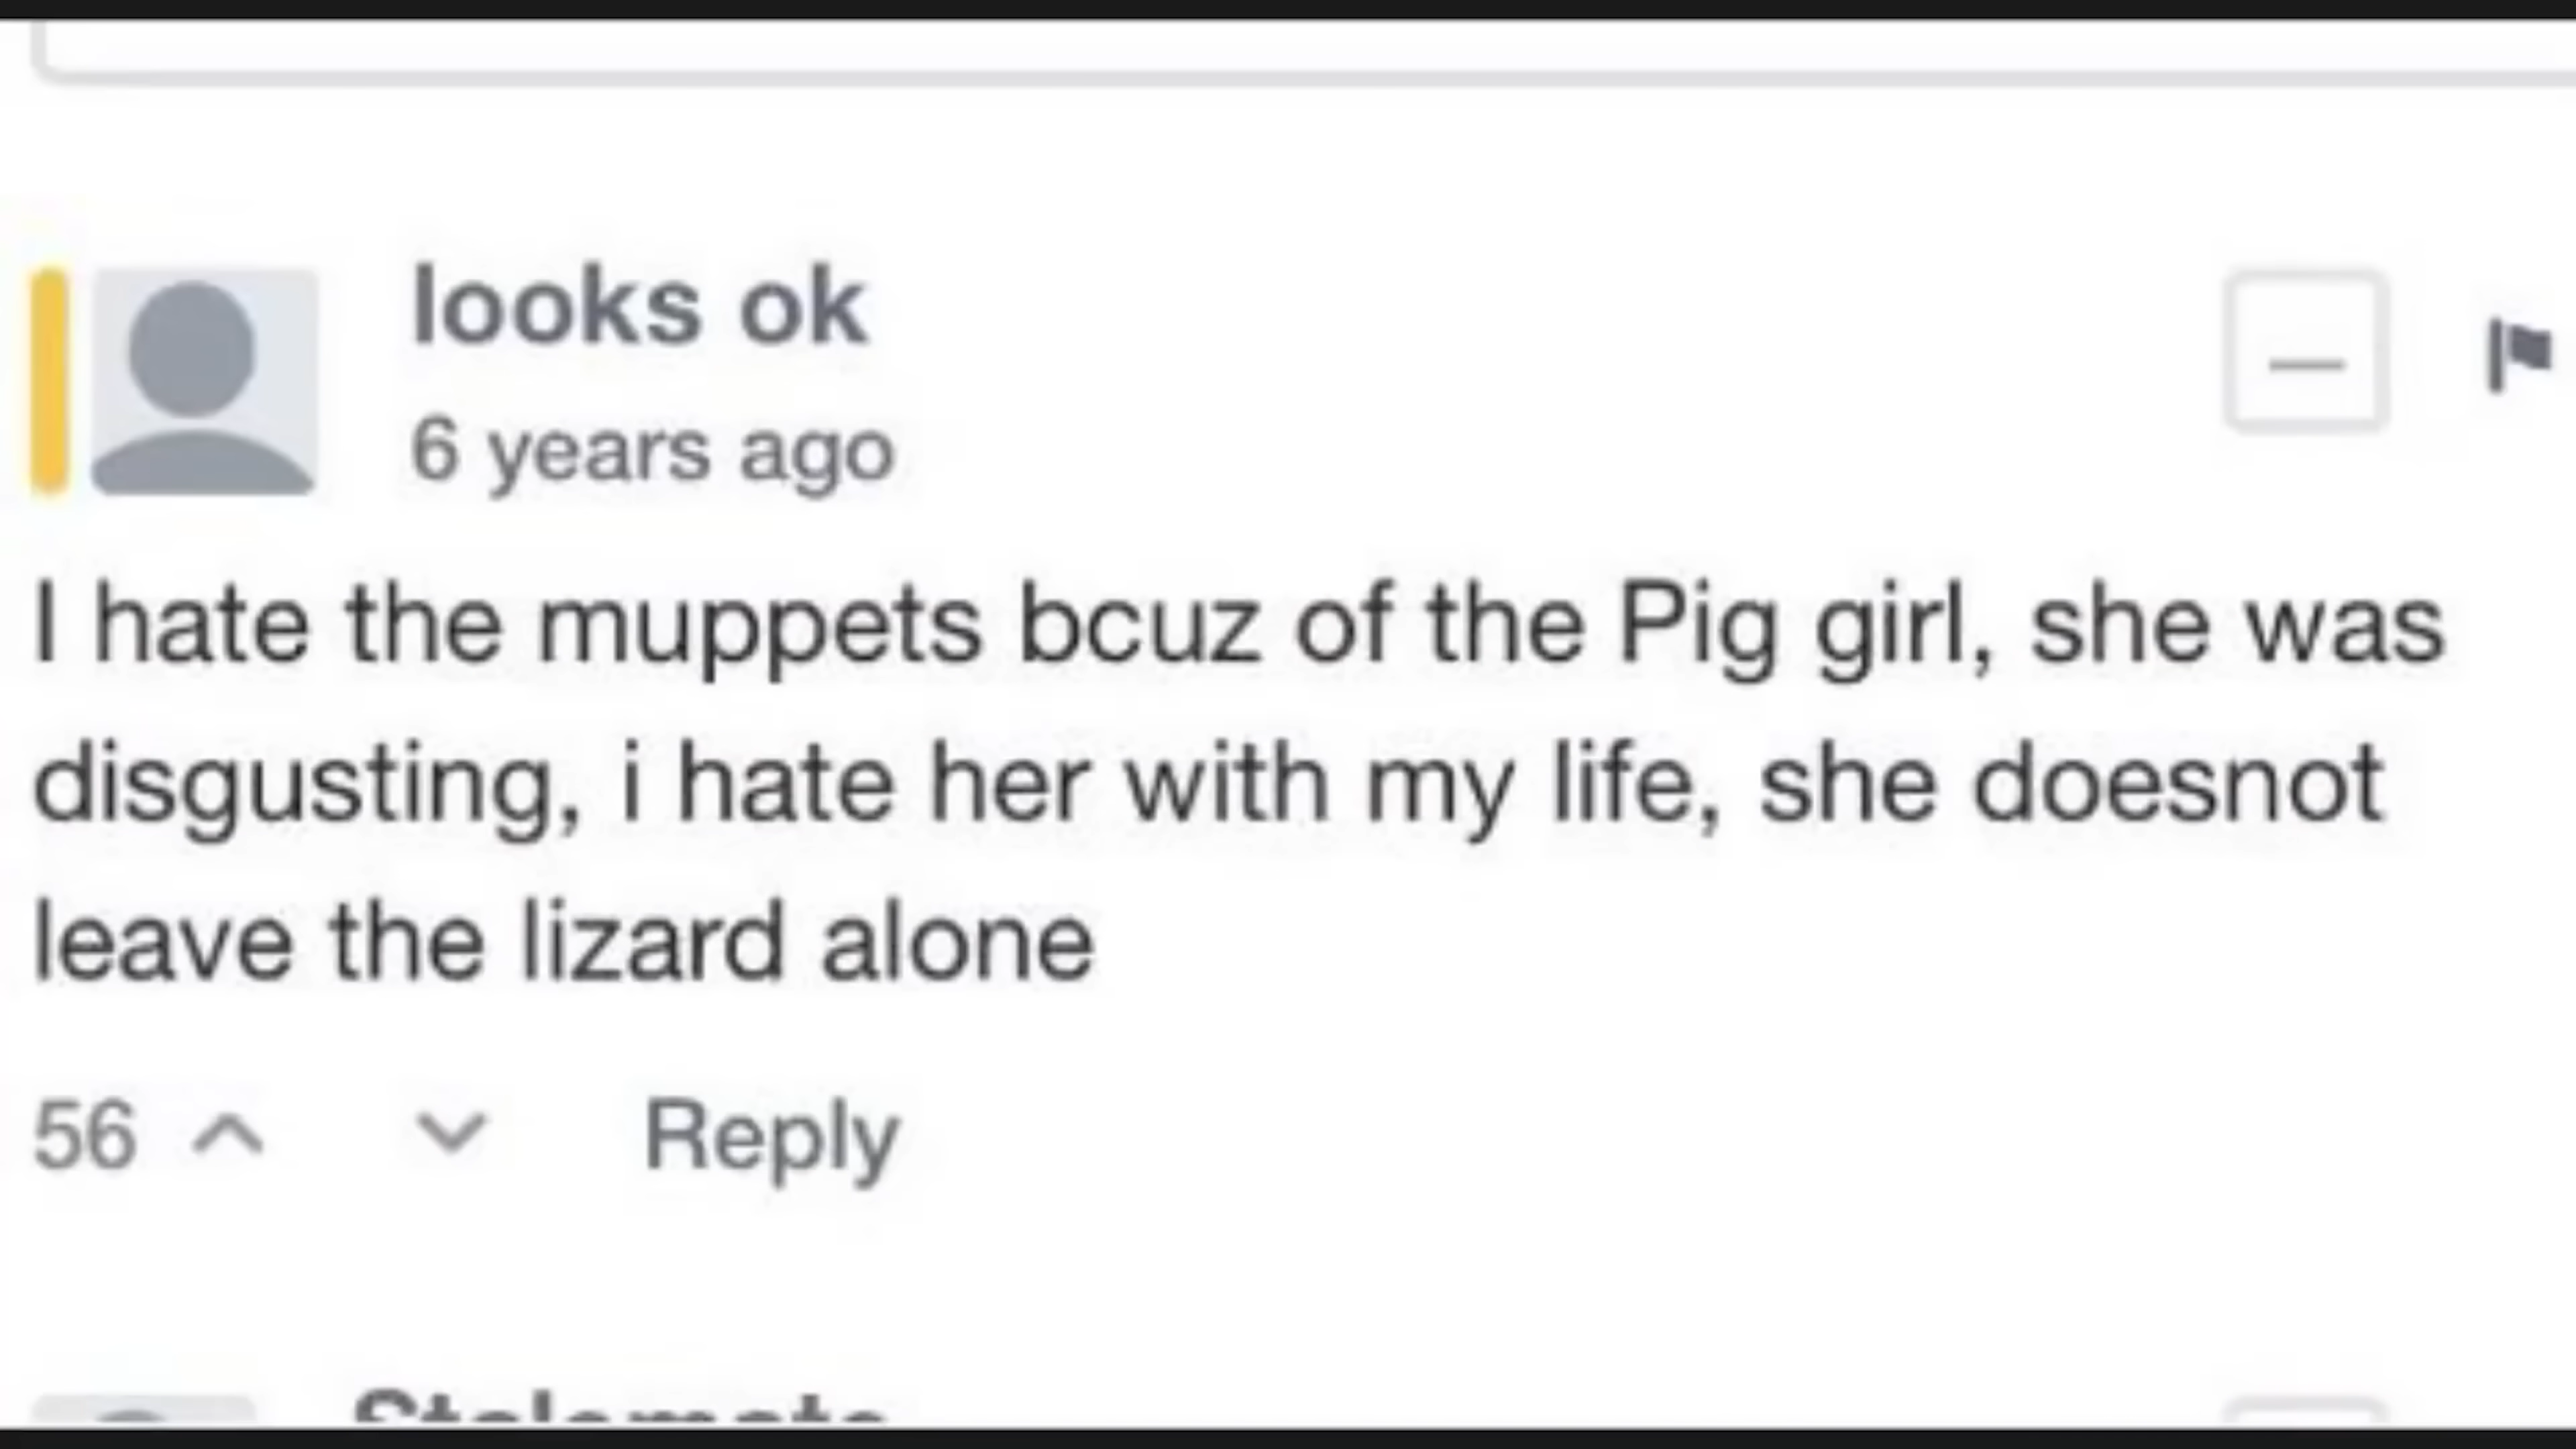 looks ok
6 years ago
I hate the muppets bcuz of the Pig girl, she was
disgusting, i hate her with my life, she doesnot
leave the lizard alone
56 Reply